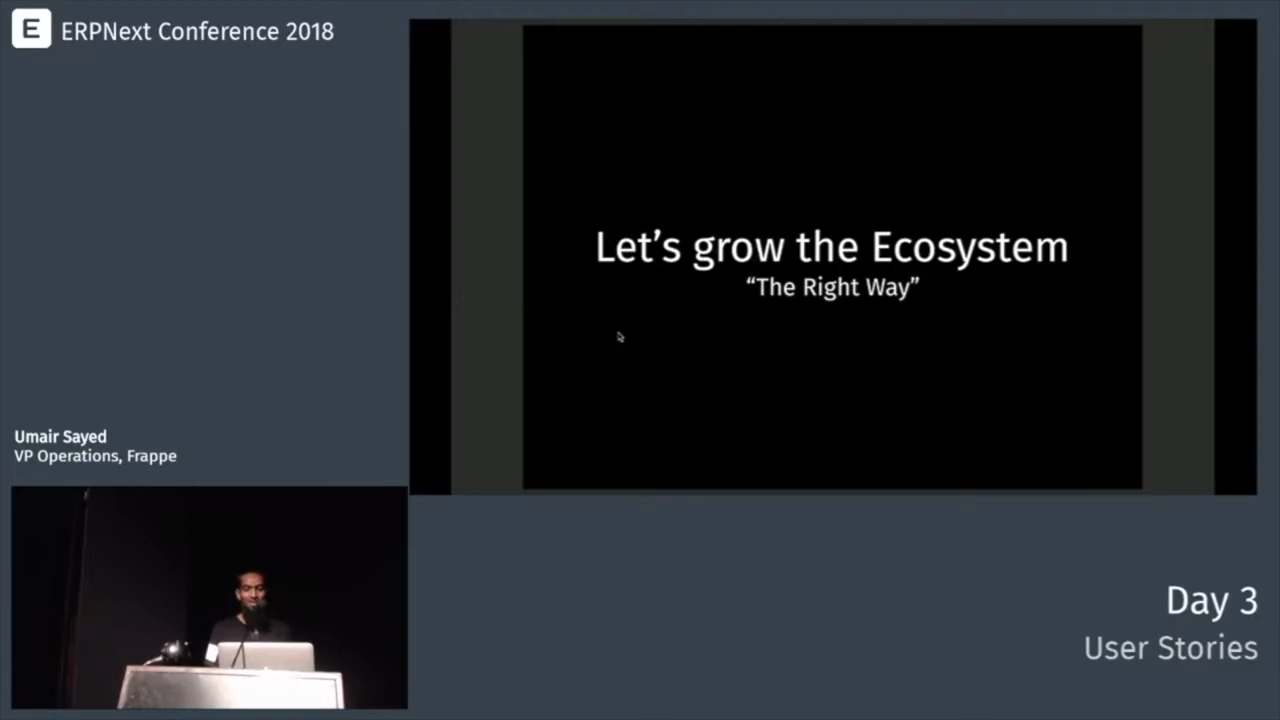 E ERPNext Conference 2018
Let's grow the Ecosystem
“The Right Way”
Umair Sayed
VP Operations, Frappe
Day 3
User Stories